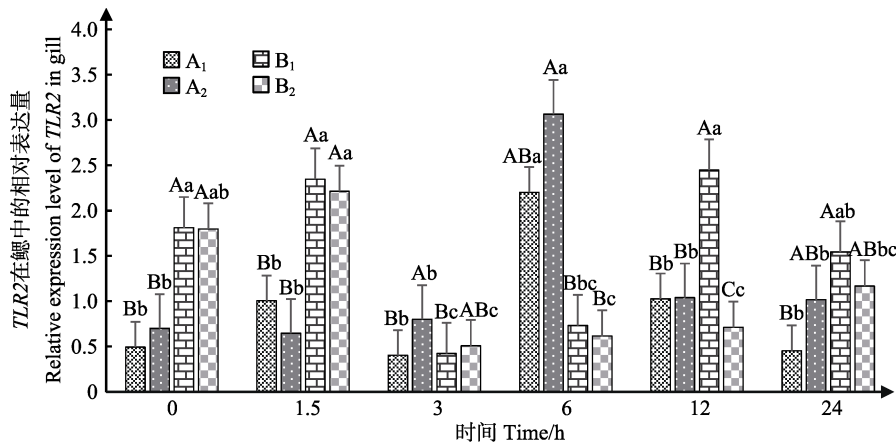 TLR2在鳃中的相对表达量
Relative expression level of TLR2 in gill
4.0
3.5
3.0
2.5
2.0
1.5
1.0
0.5
0
A1
A2
B1
B2
Bb Bb Aa Aab
Bb Bb Aa Aa
Bb Ab Bc ABc
ABa Aa Bbc Bc
Bb Bb Aa Cc
Bb ABb Aab ABbc
0 1.5 3 6 12 24
时间 Time/h